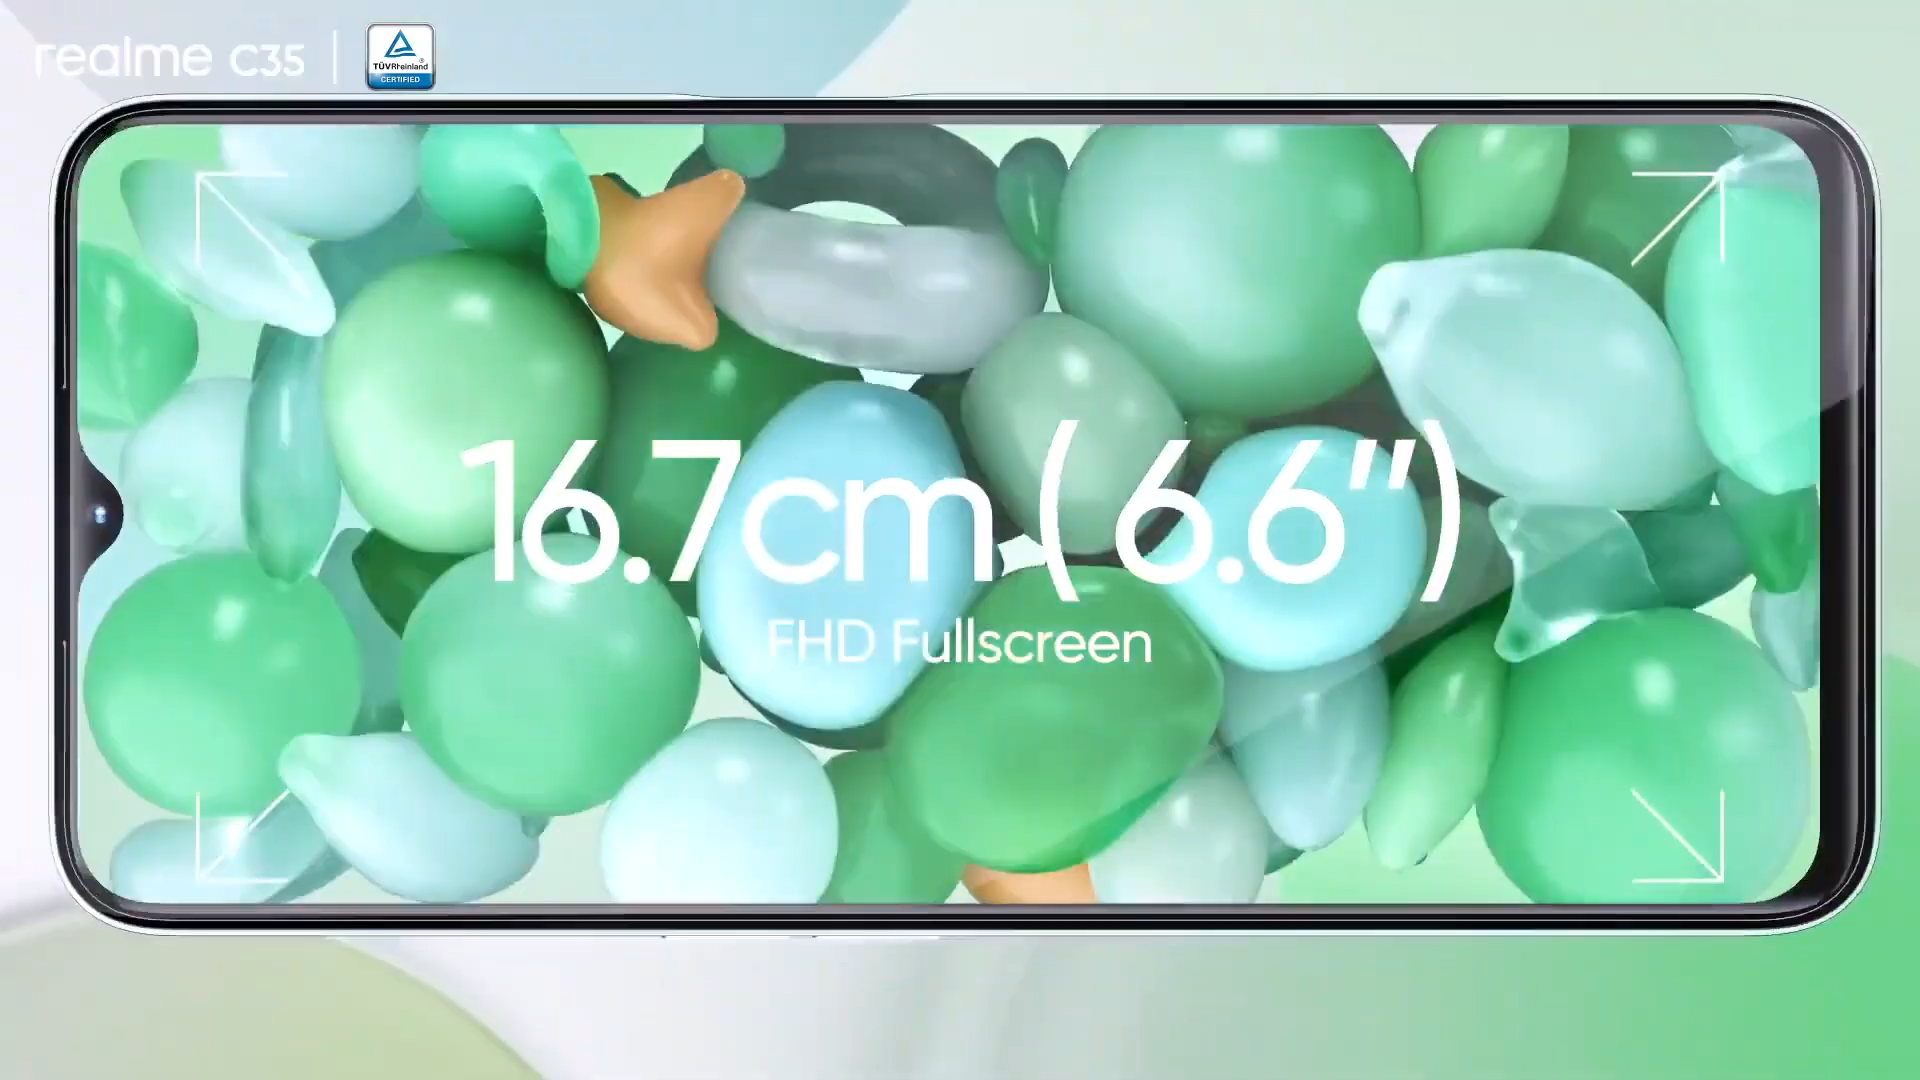 realme C35
TÜVRheinland®
CERTIFIED
16.7cm (6.6")
FHD Fullscreen